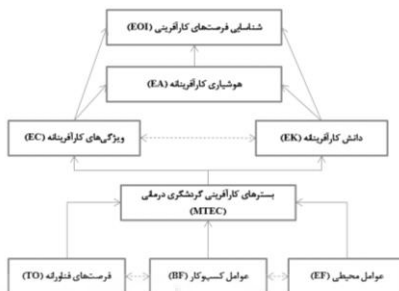 شناسایی فرصت‌های کارآفرینی (EOI)
هوشیاری کارآفرینانه (EA)
دانش کارآفرینانه (EK)
ویژگی‌های کارآفرینانه (EC)
بسترهای کارآفرینی گردشگری درمانی
(MTEC)
عوامل محیطی (EF)
عوامل کسب‌وکار (BF)
فرصت‌های فناورانه (TO)